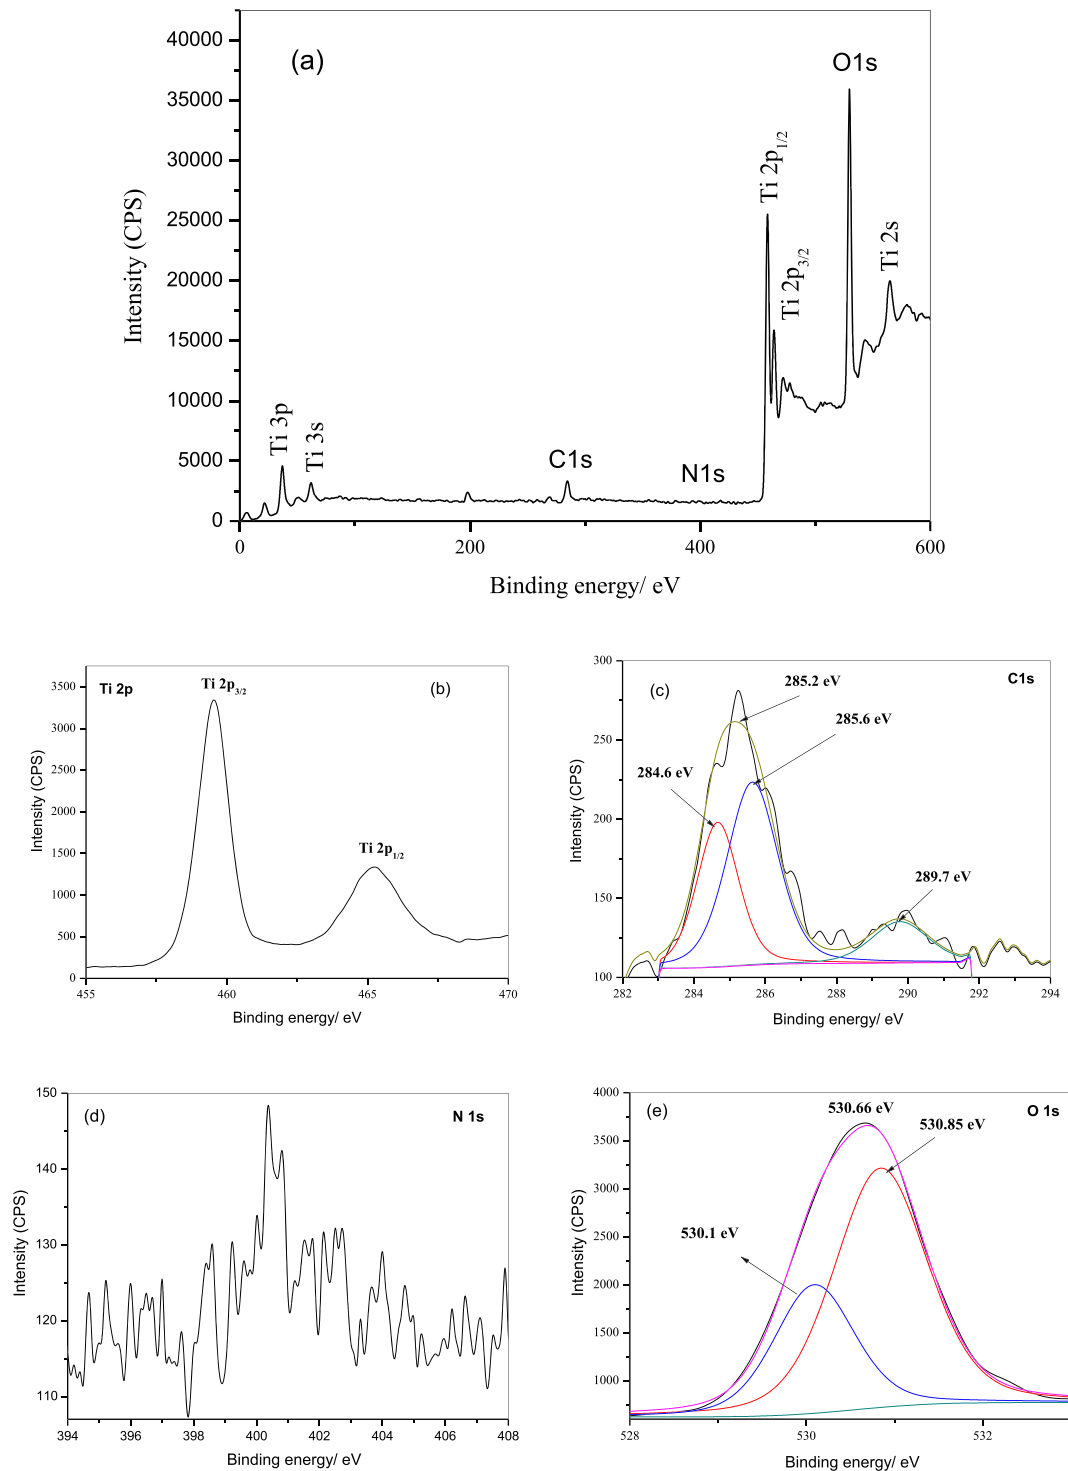 (a)
O1s
Ti 2p1/2
Ti 2p3/2
Ti 2s
Ti 3p
Ti 3s
C1s
N1s
40000
35000
30000
25000
20000
15000
10000
5000
0
Intensity (CPS)
0 200 400 600
Binding energy/ eV
Ti 2p
Ti 2p3/2
(b)
Ti 2p1/2
3500
3000
2500
2000
1500
1000
500
0
Intensity (CPS)
455 460 465 470
Binding energy/ eV
(c)
C1s
285.2 eV
285.6 eV
284.6 eV
289.7 eV
300
250
200
150
100
Intensity (CPS)
282 284 286 288 290 292 294
Binding energy/ eV
(d)
N 1s
150
140
130
120
110
Intensity (CPS)
394 396 398 400 402 404 406 408
Binding energy/ eV
(e)
530.66 eV
O 1s
530.85 eV
530.1 eV
4000
3500
3000
2500
2000
1500
1000
Intensity (CPS)
528 530 532
Binding energy/ eV